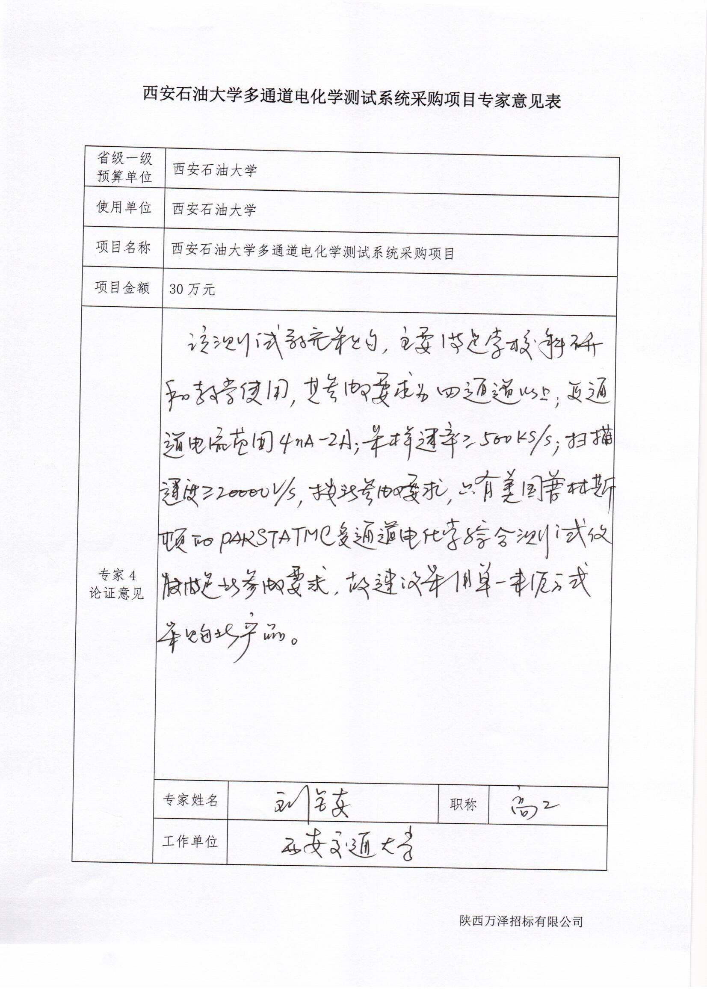 西安石油大学多通道电化学测试系统采购项目专家意见表
省级一级
预算单位
西安石油大学
使用单位
西安石油大学
项目名称
西安石油大学多通道电化学测试系统采购项目
项目金额
30万元
专家4
论证意见
该测试系统采购,主要满足学校科研
和教学使用,其参数要求为四通道以上;且通
道电流范围4nA-2A;采样速率≥500KS/s;扫描
速度≥20000V/s,按此参数要求,只有美国普林斯
顿的PARSTATMC多通道电化学综合测试仪
能满足此参数要求,故建议采用单一来源方式
采购此产品。
专家姓名
刘
职称
高工
工作单位
西安交通大学
陕西万泽招标有限公司